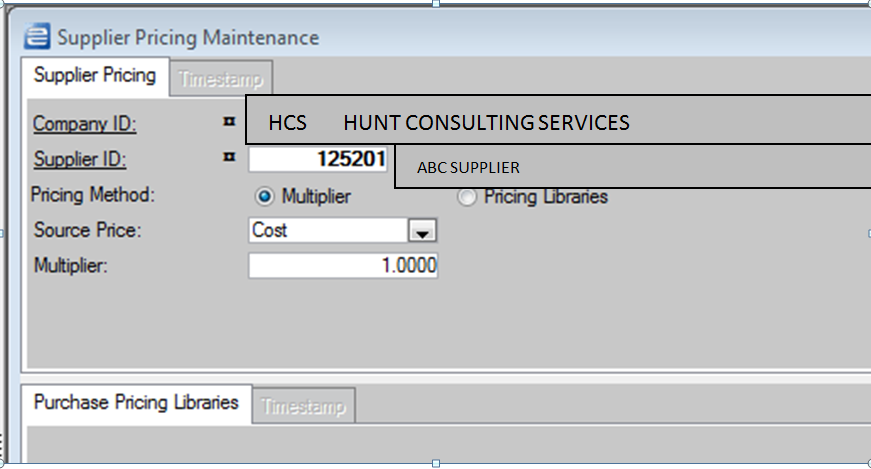 Supplier Pricing Maintenance
Supplier Pricing Timestamp
Company ID: HCS HUNT CONSULTING SERVICES
Supplier ID: 125201 ABC SUPPLIER
Pricing Method: Multiplier Pricing Libraries
Source Price: Cost
Multiplier: 1.0000
Purchase Pricing Libraries Timestamp